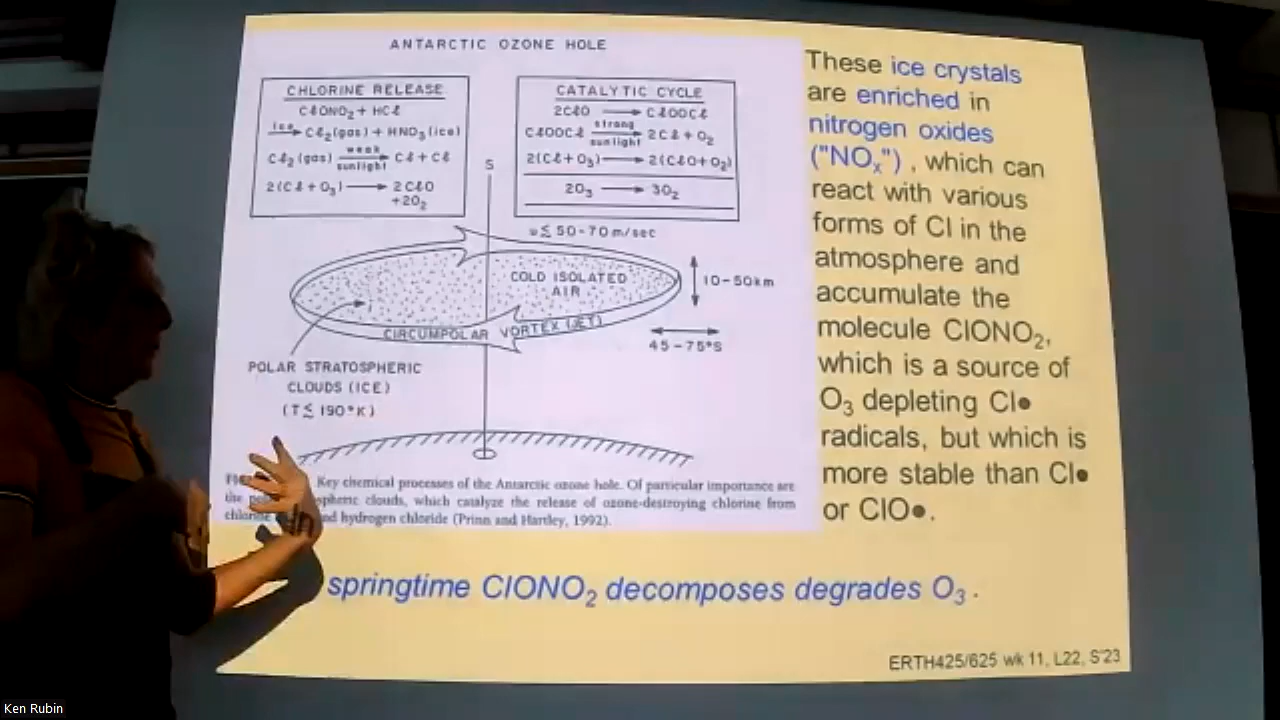 ANTARCTIC OZONE HOLE
CHLORINE RELEASE
CℓONO₂ + HCℓ
ice → Cℓ₂(gas) + HNO₃(ice)
Cℓ₂(gas) weak sunlight → Cℓ + Cℓ
2(Cℓ + O₃) → 2CℓO
+2O₂
CATALYTIC CYCLE
2CℓO → CℓOOCℓ
CℓOOCℓ strong sunlight → 2Cℓ + O₂
2(Cℓ + O₃) → 2(CℓO + O₂)
2O₃ → 3O₂
S
u ≲ 50-70 m/sec
COLD ISOLATED
AIR
10-50km
CIRCUMPOLAR VORTEX (JET)
45-75°S
POLAR STRATOSPHERIC
CLOUDS (ICE)
(T ≲ 190°K)
Key chemical processes of the Antarctic ozone hole. Of particular importance are
the spheric clouds, which catalyze the release of ozone-destroying chlorine from
hydrogen chloride (Prinn and Hartley, 1992).
These ice crystals
are enriched in
nitrogen oxides
("NOₓ") , which can
react with various
forms of Cl in the
atmosphere and
accumulate the
molecule ClONO₂,
which is a source of
O₃ depleting Cl●
radicals, but which is
more stable than Cl●
or ClO●.
springtime ClONO₂ decomposes degrades O₃ .
ERTH425/625 wk 11, L22, S'23
Ken Rubin